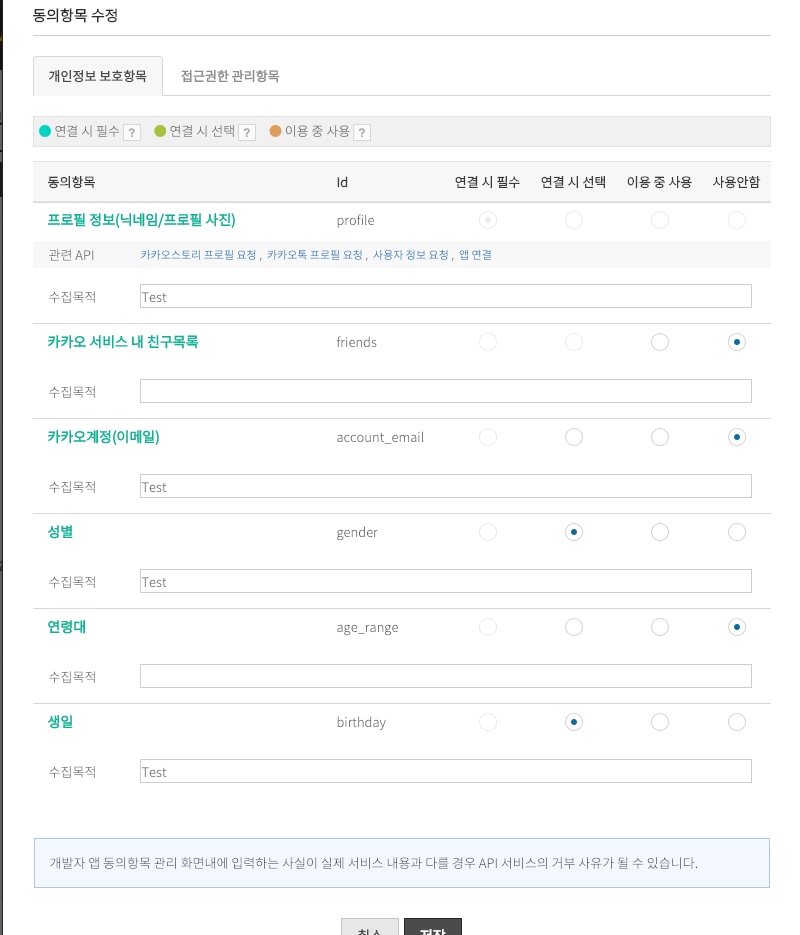 동의항목 수정
개인정보 보호항목 접근권한 관리항목
연결 시 필수 ? 연결 시 선택 ? 이용 중 사용 ?
동의항목 Id 연결 시 필수 연결 시 선택 이용 중 사용 사용안함
프로필 정보(닉네임/프로필 사진) profile
관련 API 카카오스토리 프로필 요청 , 카카오톡 프로필 요청 , 사용자 정보 요청 , 앱 연결
수집목적 Test
카카오 서비스 내 친구목록 friends
수집목적
카카오계정(이메일) account_email
수집목적 Test
성별 gender
수집목적 Test
연령대 age_range
수집목적
생일 birthday
수집목적 Test
개발자 앱 동의항목 관리 화면내에 입력하는 사실이 실제 서비스 내용과 다를 경우 API 서비스의 거부 사유가 될 수 있습니다.
취소 저장